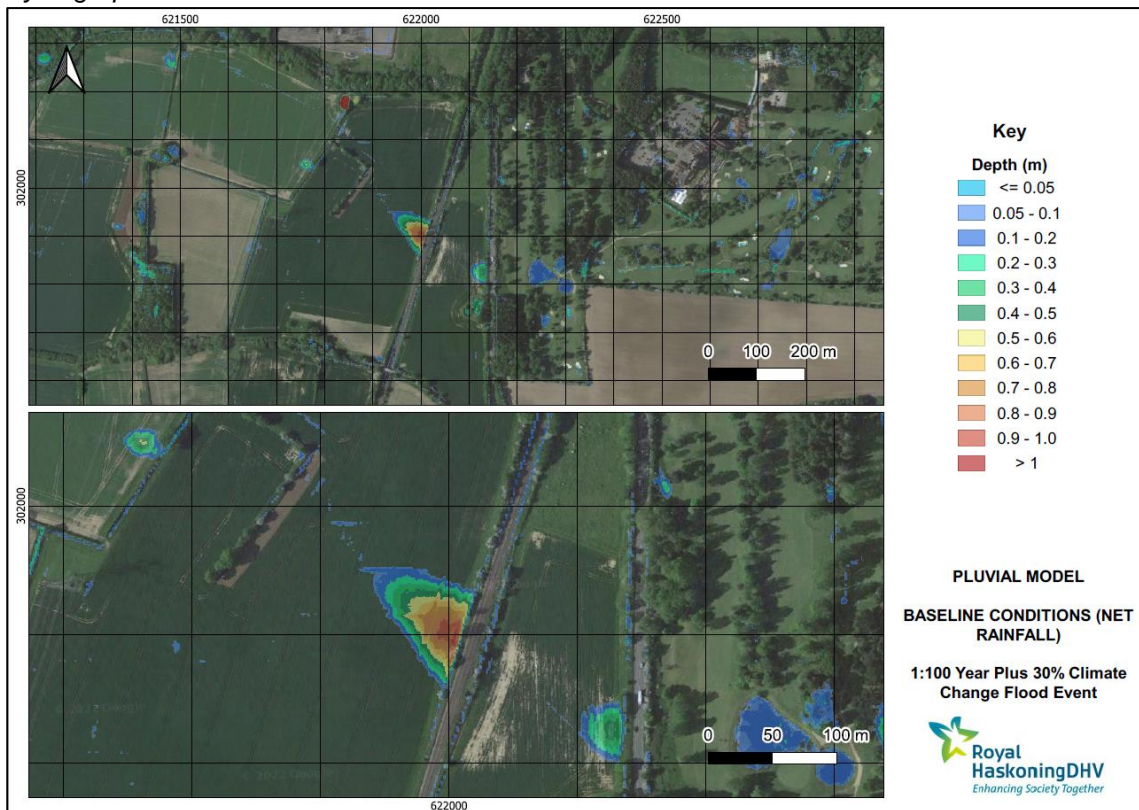 621500
622000
622500
302000
0 100 200 m
302000
0 50 100 m
622000
Key
Depth (m)
<= 0.05
0.05 - 0.1
0.1 - 0.2
0.2 - 0.3
0.3 - 0.4
0.4 - 0.5
0.5 - 0.6
0.6 - 0.7
0.7 - 0.8
0.8 - 0.9
0.9 - 1.0
> 1
PLUVIAL MODEL
BASELINE CONDITIONS (NET
RAINFALL)
1:100 Year Plus 30% Climate
Change Flood Event
Royal
HaskoningDHV
Enhancing Society Together